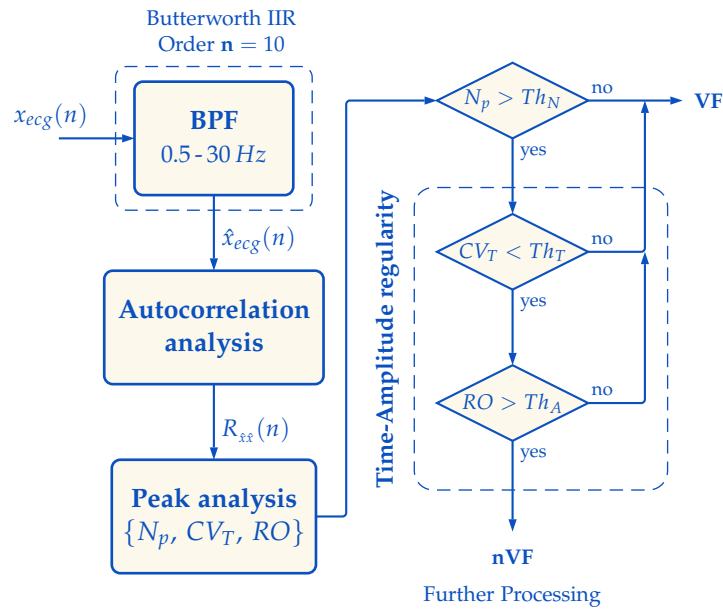 Butterworth IIR
Order n = 10
x_ecg(n)
BPF
0.5 - 30 Hz
x̂_ecg(n)
Autocorrelation
analysis
R_x̂x̂(n)
Peak analysis
{N_p, CV_T, RO}
N_p > Th_N
no
VF
yes
Time-Amplitude regularity
CV_T < Th_T
no
yes
RO > Th_A
no
yes
nVF
Further Processing